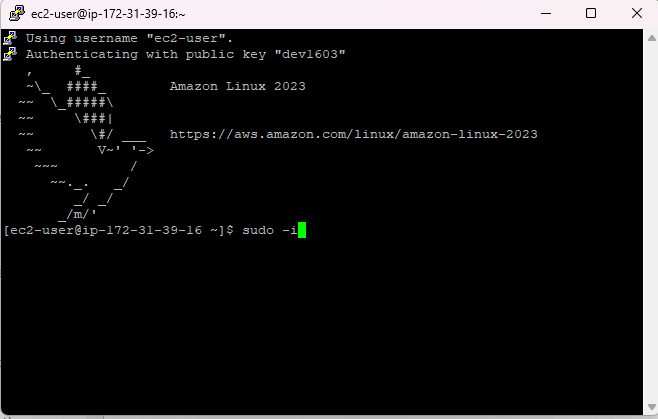 ec2-user@ip-172-31-39-16:~
Using username "ec2-user".
Authenticating with public key "dev1603"
   ,     #_
   ~\_  ####_        Amazon Linux 2023
  ~~  \_#####\
  ~~     \###|
  ~~       \#/ ___   https://aws.amazon.com/linux/amazon-linux-2023
   ~~       V~' '->
    ~~~         /
      ~~._.   _/
         _/ _/
       _/m/'
[ec2-user@ip-172-31-39-16 ~]$ sudo -i